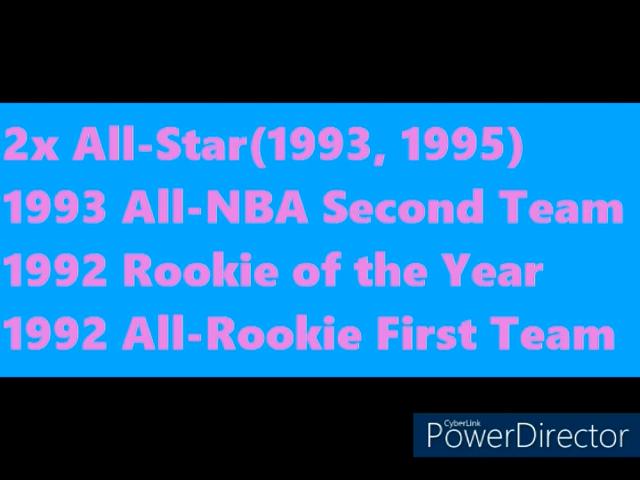 2x All-Star(1993, 1995)
1993 All-NBA Second Team
1992 Rookie of the Year
1992 All-Rookie First Team
CyberLink
PowerDirector